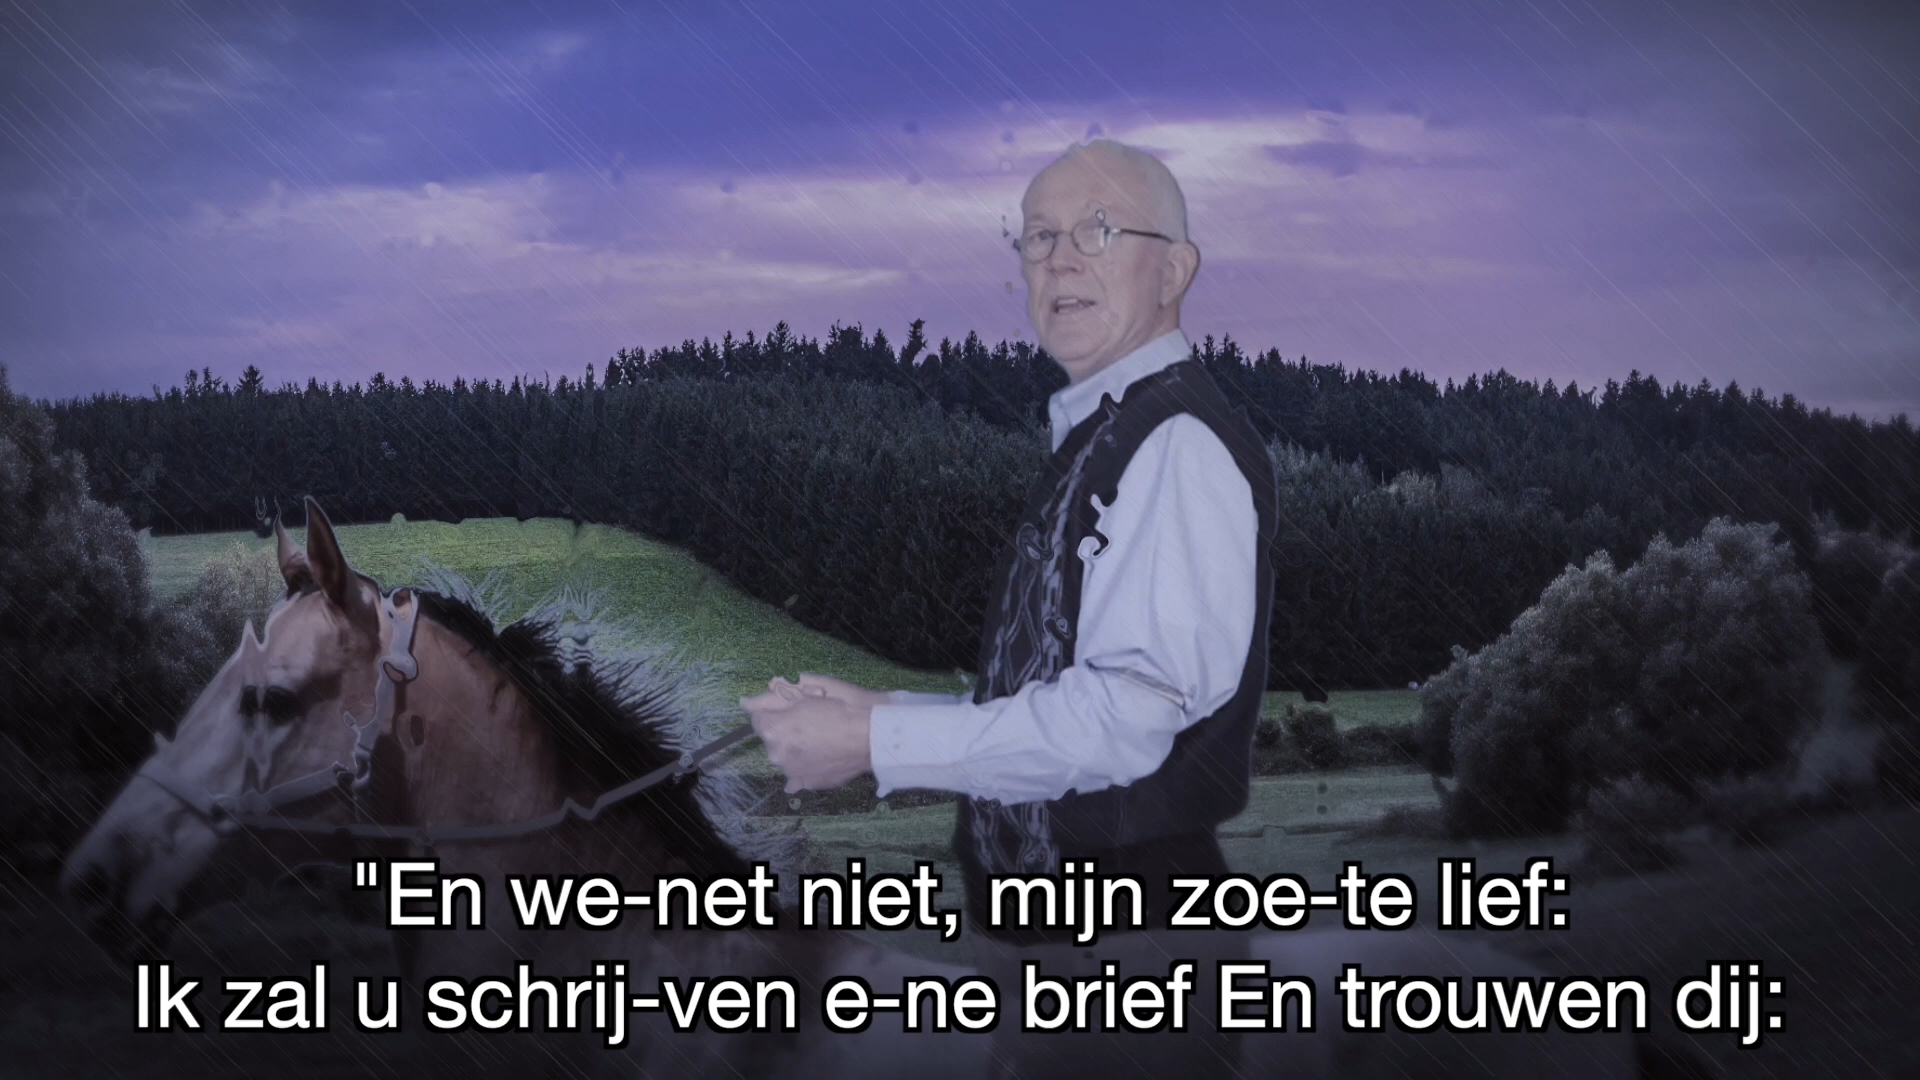 "En we-net niet, mijn zoe-te lief:
Ik zal u schrij-ven e-ne brief En trouwen dij: